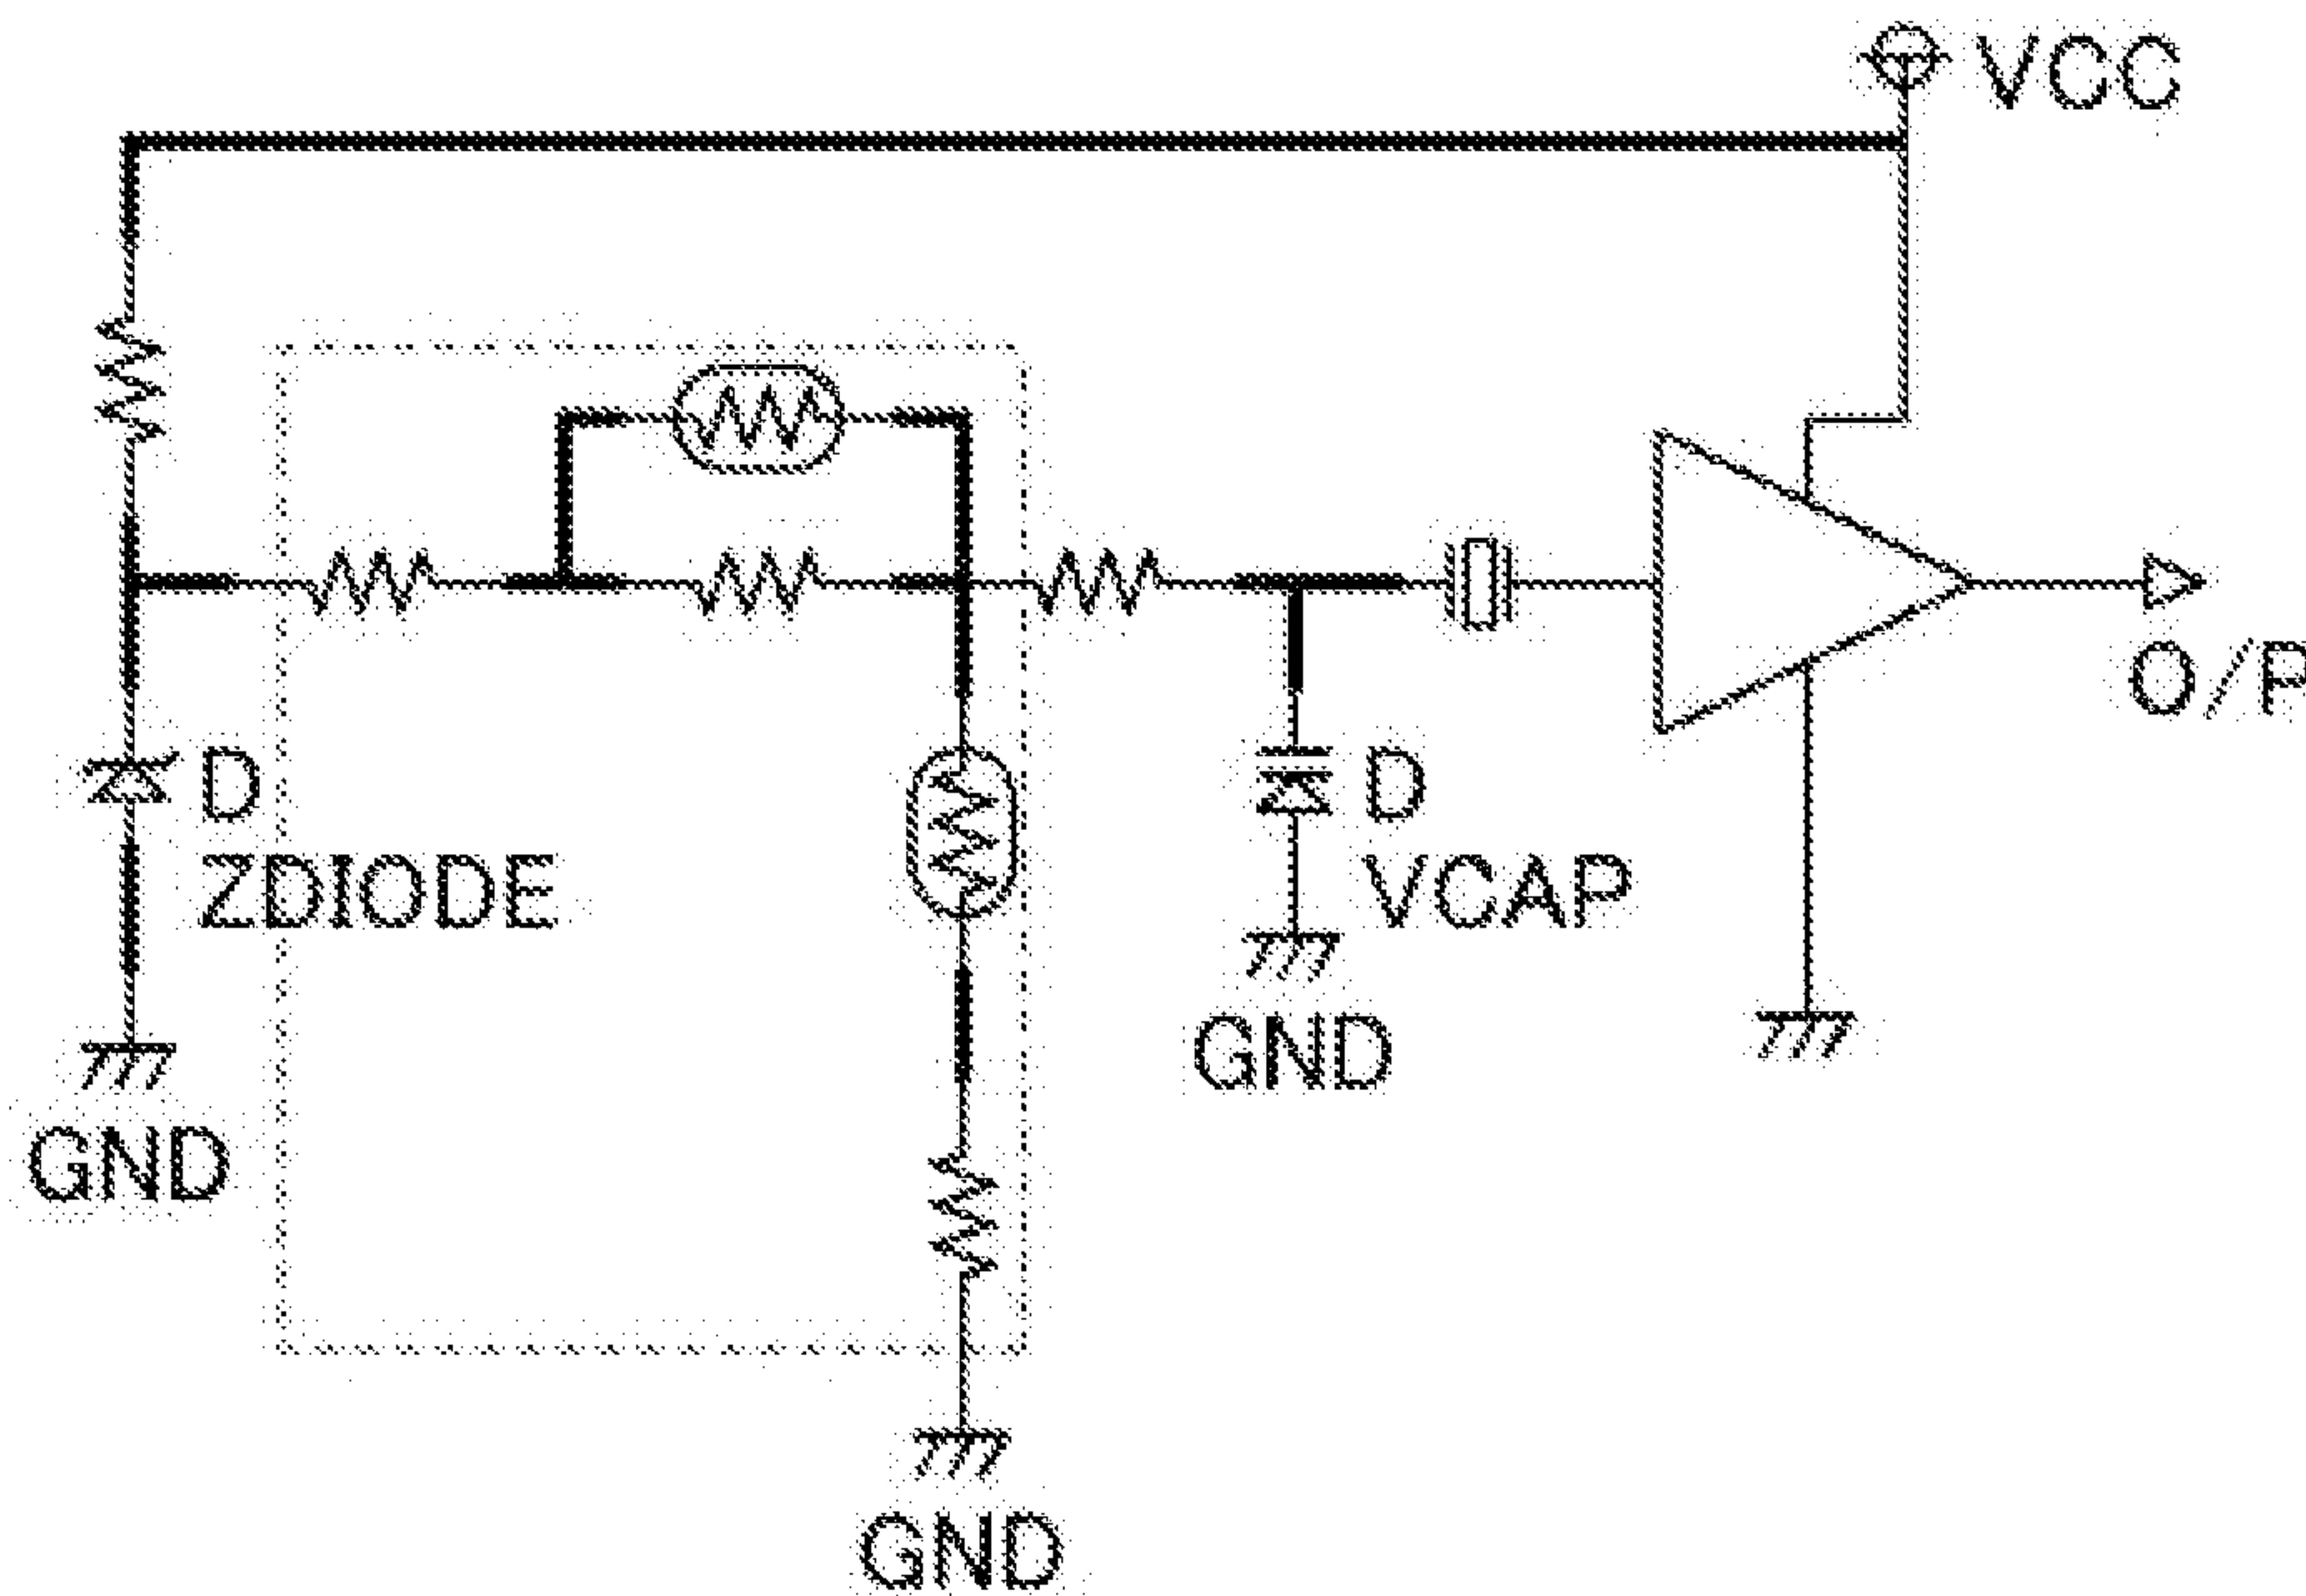 VCC
O/P
D
ZDIODE
D
VCAP
GND
GND
GND